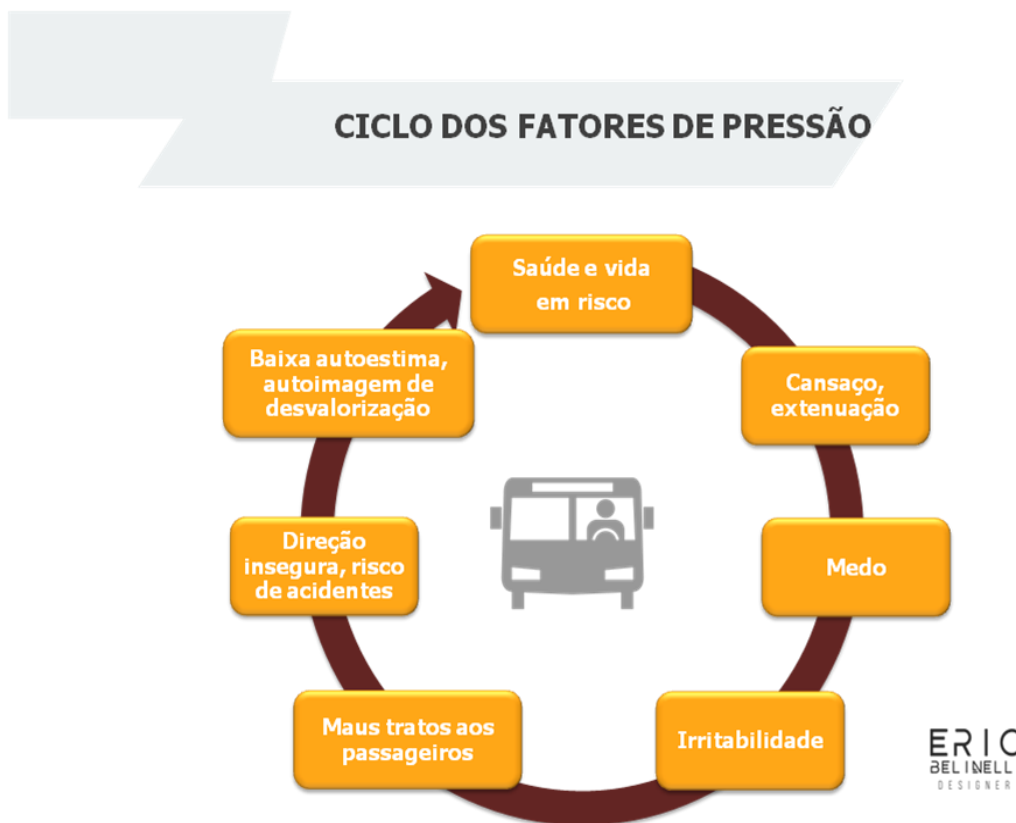 CICLO DOS FATORES DE PRESSÃO
Saúde e vida
em risco
Cansaço,
extenuação
Medo
Irritabilidade
Maus tratos aos
passageiros
Direção
insegura, risco
de acidentes
Baixa autoestima,
autoimagem de
desvalorização
ERIC
BELINELL
DESIGNER